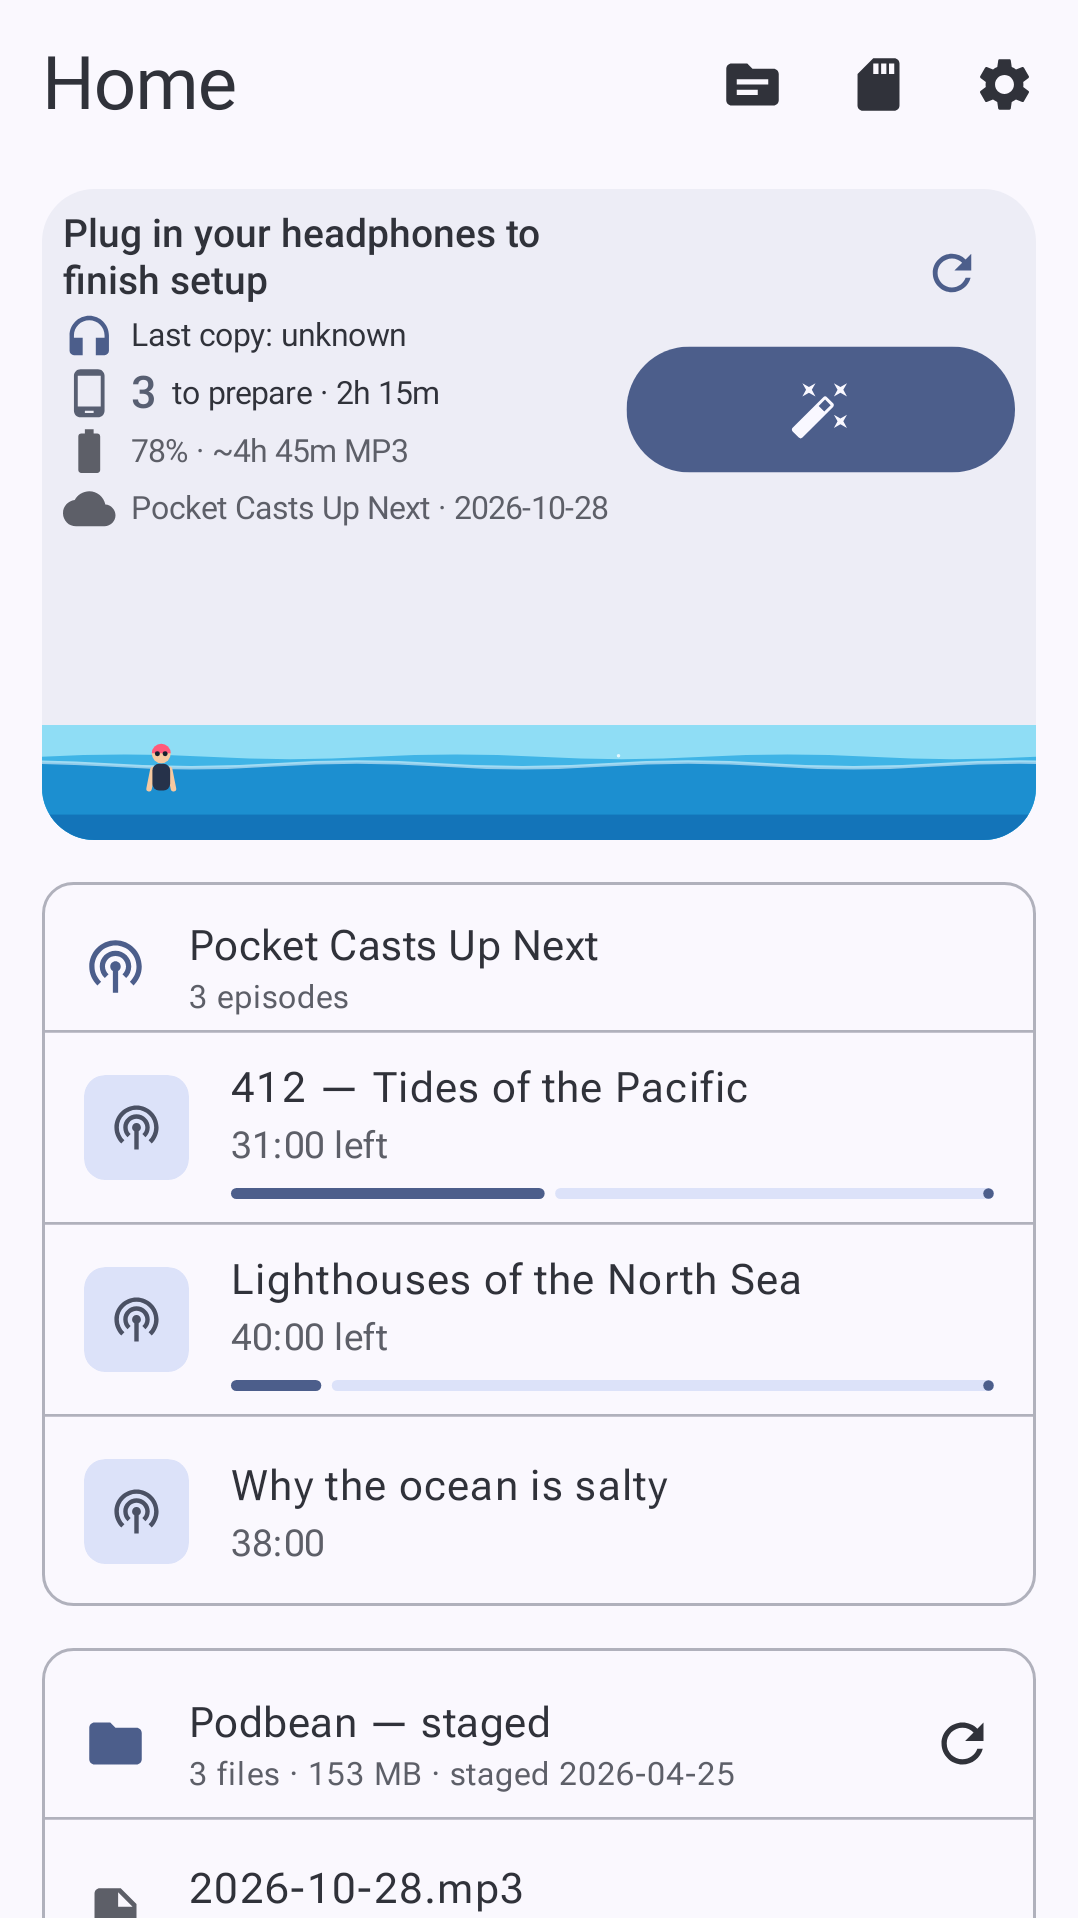 Home
Plug in your headphones to
finish setup
Last copy: unknown
3 to prepare · 2h 15m
78% · ~4h 45m MP3
Pocket Casts Up Next · 2026-10-28
Pocket Casts Up Next
3 episodes
412 — Tides of the Pacific
31:00 left
Lighthouses of the North Sea
40:00 left
Why the ocean is salty
38:00
Podbean — staged
3 files · 153 MB · staged 2026-04-25
2026-10-28.mp3